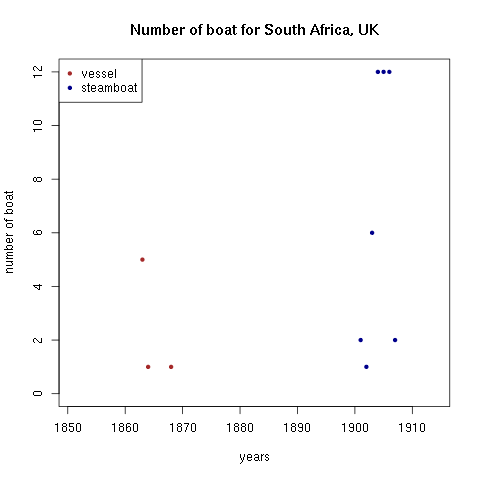 Number of boat for South Africa, UK
vessel
steamboat
number of boat
12
10
8
6
4
2
0
1850 1860 1870 1880 1890 1900 1910
years